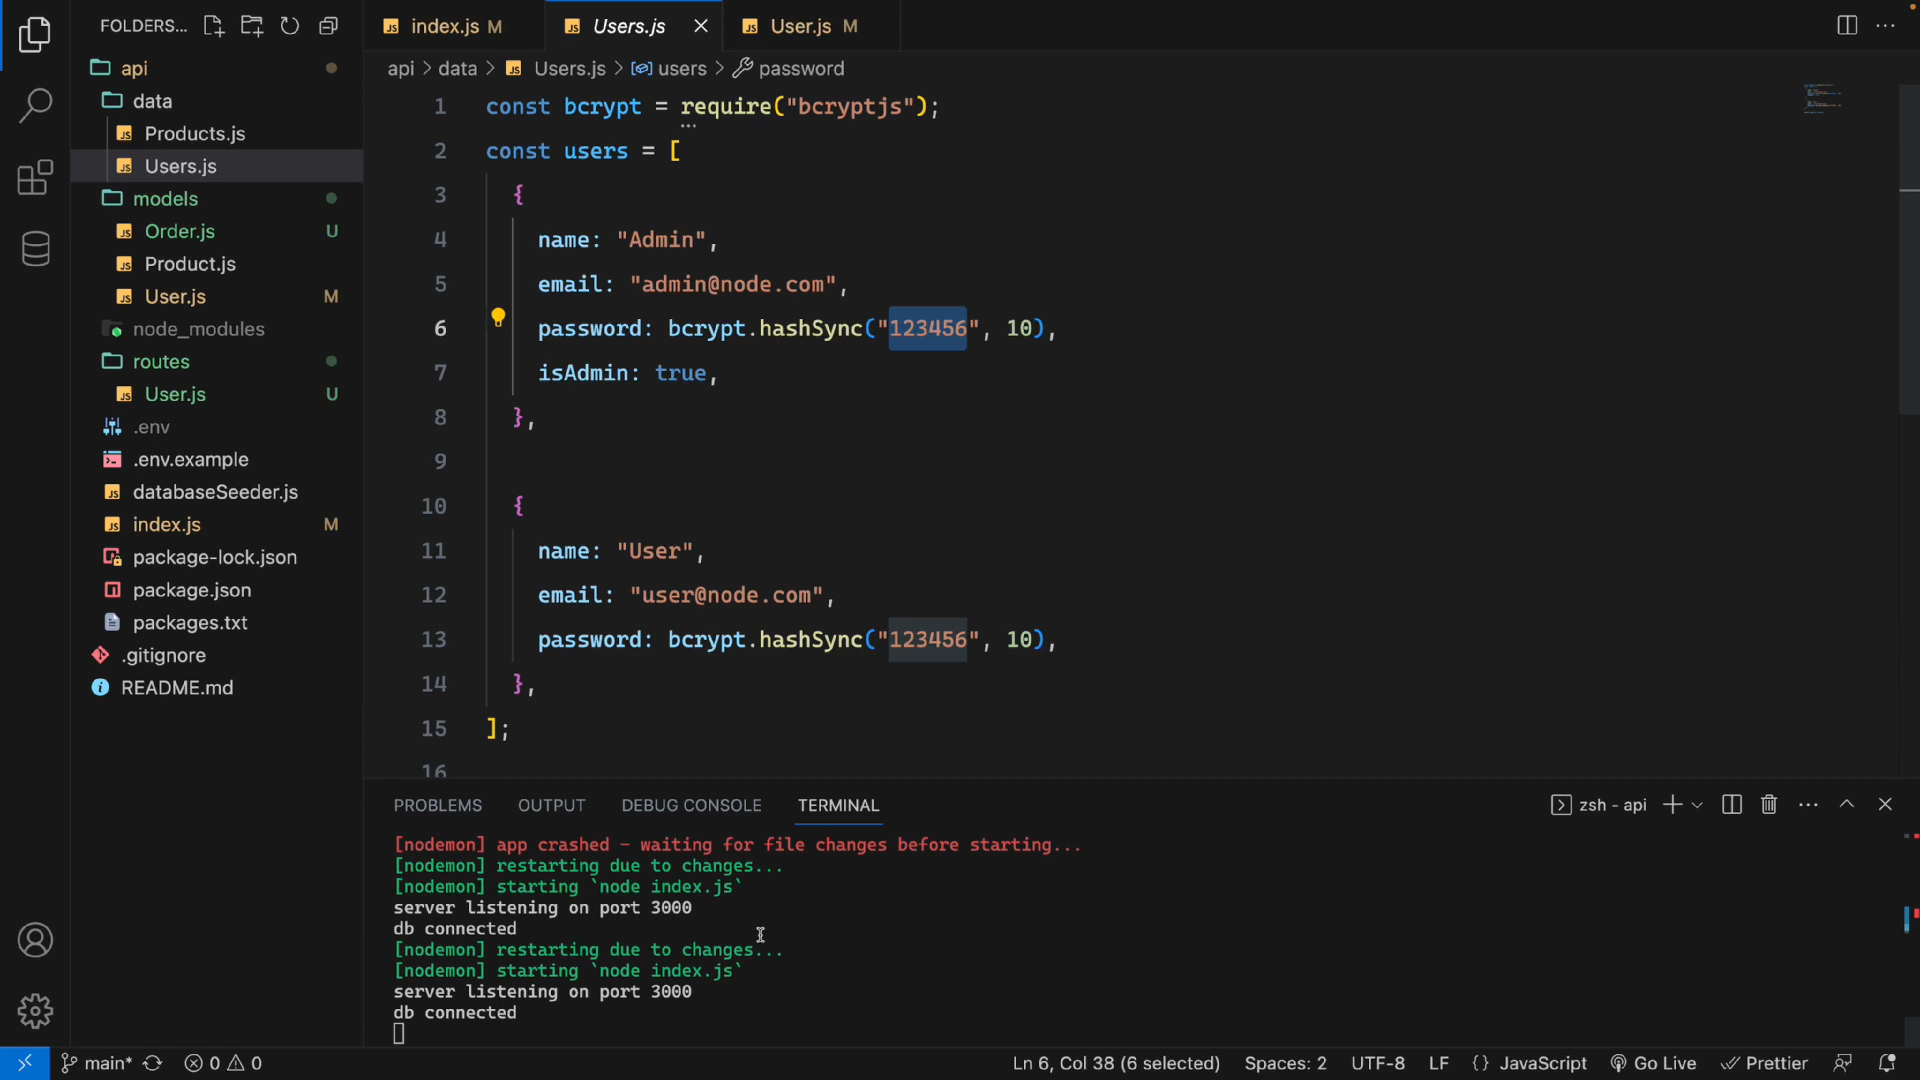 FOLDERS...
api
data
Products.js
Users.js
models
Order.js U
Product.js
User.js M
node_modules
routes
User.js U
.env
.env.example
databaseSeeder.js
index.js M
package-lock.json
package.json
packages.txt
.gitignore
README.md
index.js M
Users.js
User.js M
api > data > Users.js > users > password
1 const bcrypt = require("bcryptjs");
2 const users = [
3 {
4 name: "Admin",
5 email: "admin@node.com",
6 password: bcrypt.hashSync("123456", 10),
7 isAdmin: true,
8 },
9
10 {
11 name: "User",
12 email: "user@node.com",
13 password: bcrypt.hashSync("123456", 10),
14 },
15 ];
16
PROBLEMS OUTPUT DEBUG CONSOLE TERMINAL
zsh - api
[nodemon] app crashed - waiting for file changes before starting...
[nodemon] restarting due to changes...
[nodemon] starting `node index.js`
server listening on port 3000
db connected
[nodemon] restarting due to changes...
[nodemon] starting `node index.js`
server listening on port 3000
db connected
main* 0 0 Ln 6, Col 38 (6 selected) Spaces: 2 UTF-8 LF {} JavaScript Go Live Prettier